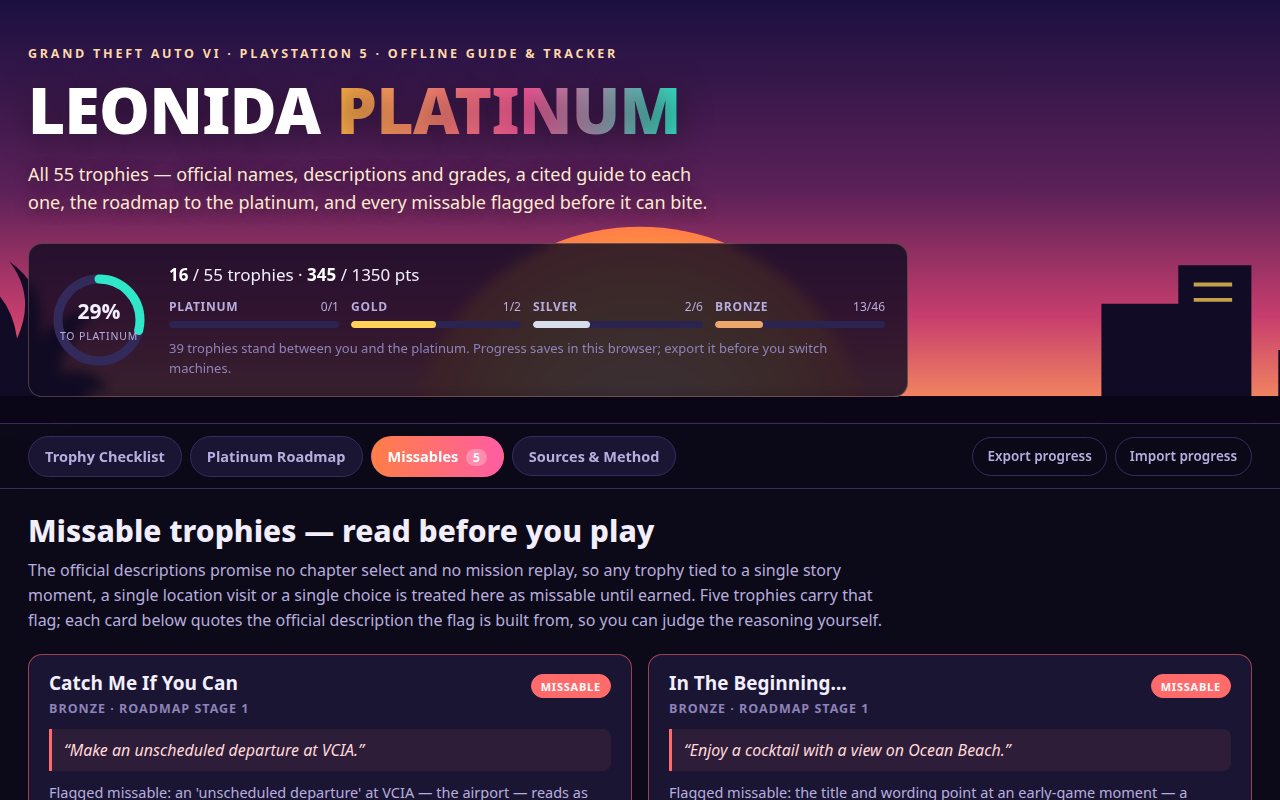 GRAND THEFT AUTO VI · PLAYSTATION 5 · OFFLINE GUIDE & TRACKER
LEONIDA PLATINUM
All 55 trophies — official names, descriptions and grades, a cited guide to each
one, the roadmap to the platinum, and every missable flagged before it can bite.
29%
TO PLATINUM
16 / 55 trophies · 345 / 1350 pts
PLATINUM 0/1 GOLD 1/2 SILVER 2/6 BRONZE 13/46
39 trophies stand between you and the platinum. Progress saves in this browser; export it before you switch
machines.
Trophy Checklist Platinum Roadmap Missables 5 Sources & Method Export progress Import progress
Missable trophies — read before you play
The official descriptions promise no chapter select and no mission replay, so any trophy tied to a single story
moment, a single location visit or a single choice is treated here as missable until earned. Five trophies carry that
flag; each card below quotes the official description the flag is built from, so you can judge the reasoning yourself.
Catch Me If You Can MISSABLE
BRONZE · ROADMAP STAGE 1
“Make an unscheduled departure at VCIA.”
Flagged missable: an 'unscheduled departure' at VCIA — the airport — reads as
In The Beginning... MISSABLE
BRONZE · ROADMAP STAGE 1
“Enjoy a cocktail with a view on Ocean Beach.”
Flagged missable: the title and wording point at an early-game moment — a